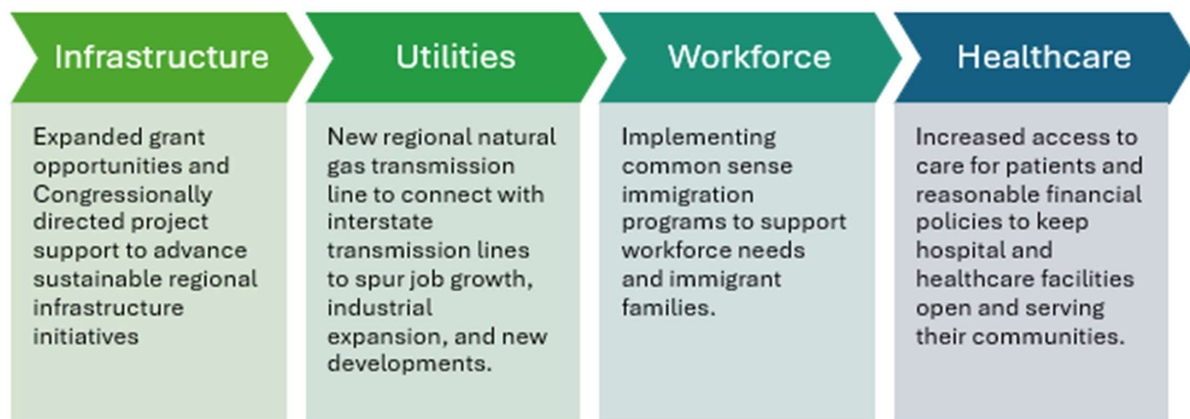 Infrastructure
Expanded grant
opportunities and
Congressionally
directed project
support to advance
sustainable regional
infrastructure
initiatives
Utilities
New regional natural
gas transmission
line to connect with
interstate
transmission lines
to spur job growth,
industrial
expansion, and new
developments.
Workforce
Implementing
common sense
immigration
programs to support
workforce needs
and immigrant
families.
Healthcare
Increased access to
care for patients and
reasonable financial
policies to keep
hospital and
healthcare facilities
open and serving
their communities.